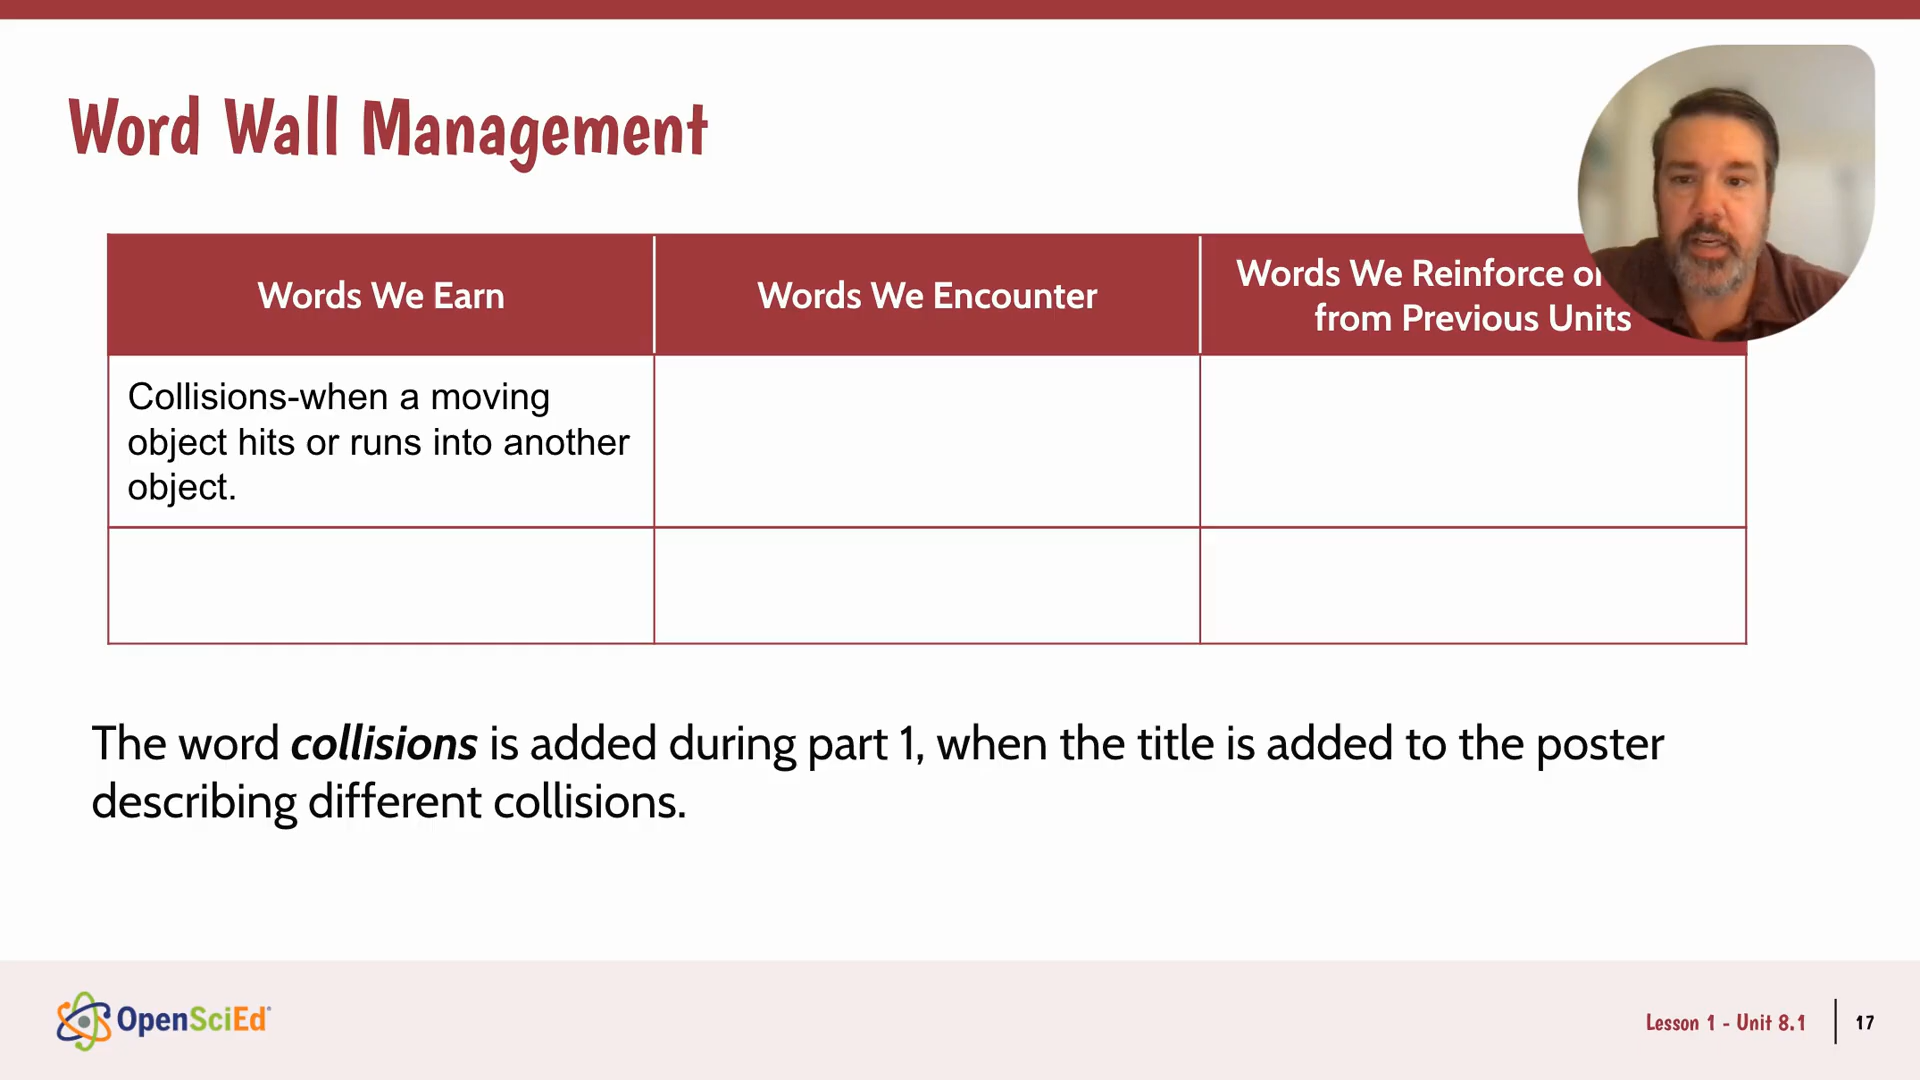 Word Wall Management
Words We Earn
Words We Encounter
Words We Reinforce
from Previous Units
Collisions-when a moving
object hits or runs into another
object.
The word collisions is added during part 1, when the title is added to the poster
describing different collisions.
OpenSciEd
Lesson 1 - Unit 8.1
17